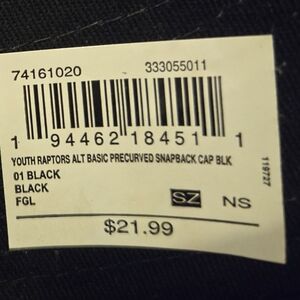 74161020 333055011
1 94462 18451 1
YOUTH RAPTORS ALT BASIC PRECURVED SNAPBACK CAP BLK
01 BLACK
BLACK
FGL
SZ NS
119727
$21.99